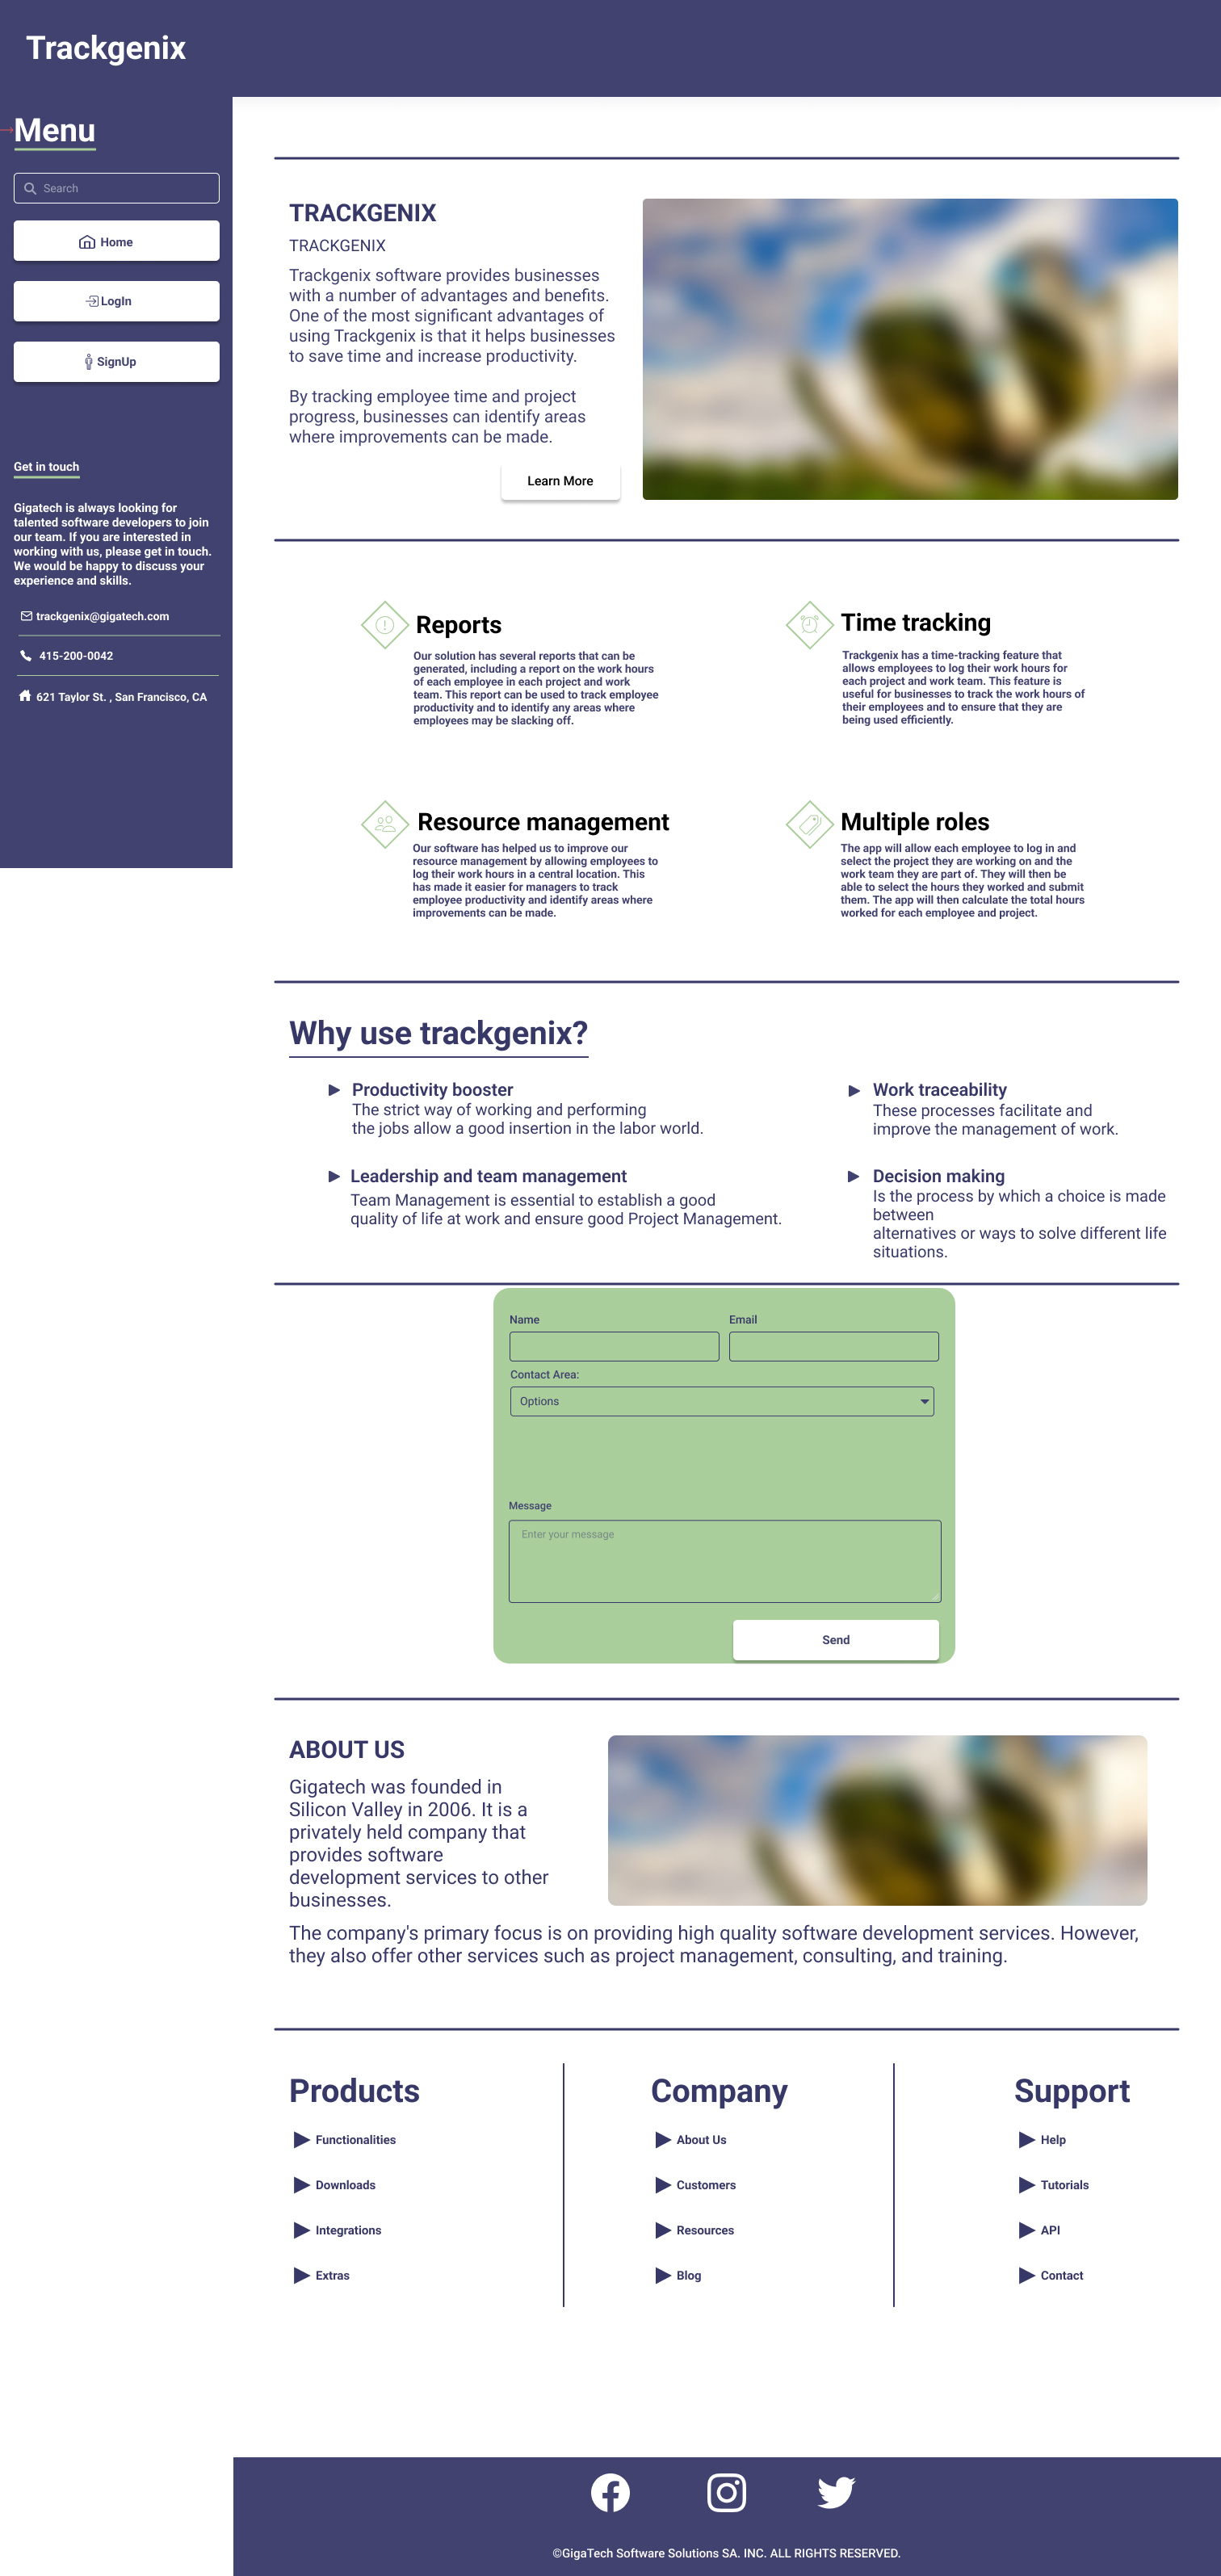 Trackgenix
Menu
Search
Home
LogIn
SignUp
Get in touch
Gigatech is always looking for
talented software developers to join
our team. If you are interested in
working with us, please get in touch.
We would be happy to discuss your
experience and skills.
trackgenix@gigatech.com
415-200-0042
621 Taylor St. , San Francisco, CA
TRACKGENIX
TRACKGENIX
Trackgenix software provides businesses
with a number of advantages and benefits.
One of the most significant advantages of
using Trackgenix is that it helps businesses
to save time and increase productivity.
By tracking employee time and project
progress, businesses can identify areas
where improvements can be made.
Learn More
Reports
Our solution has several reports that can be
generated, including a report on the work hours
of each employee in each project and work
team. This report can be used to track employee
productivity and to identify any areas where
employees may be slacking off.
Time tracking
Trackgenix has a time-tracking feature that
allows employees to log their work hours for
each project and work team. This feature is
useful for businesses to track the work hours of
their employees and to ensure that they are
being used efficiently.
Resource management
Our software has helped us to improve our
resource management by allowing employees to
log their work hours in a central location. This
has made it easier for managers to track
employee productivity and identify areas where
improvements can be made.
Multiple roles
The app will allow each employee to log in and
select the project they are working on and the
work team they are part of. They will then be
able to select the hours they worked and submit
them. The app will then calculate the total hours
worked for each employee and project.
Why use trackgenix?
Productivity booster
The strict way of working and performing
the jobs allow a good insertion in the labor world.
Work traceability
These processes facilitate and
improve the management of work.
Leadership and team management
Team Management is essential to establish a good
quality of life at work and ensure good Project Management.
Decision making
Is the process by which a choice is made
between
alternatives or ways to solve different life
situations.
Name
Email
Contact Area:
Options
Message
Enter your message
Send
ABOUT US
Gigatech was founded in
Silicon Valley in 2006. It is a
privately held company that
provides software
development services to other
businesses.
The company's primary focus is on providing high quality software development services. However,
they also offer other services such as project management, consulting, and training.
Products
Functionalities
Downloads
Integrations
Extras
Company
About Us
Customers
Resources
Blog
Support
Help
Tutorials
API
Contact
©GigaTech Software Solutions SA. INC. ALL RIGHTS RESERVED.